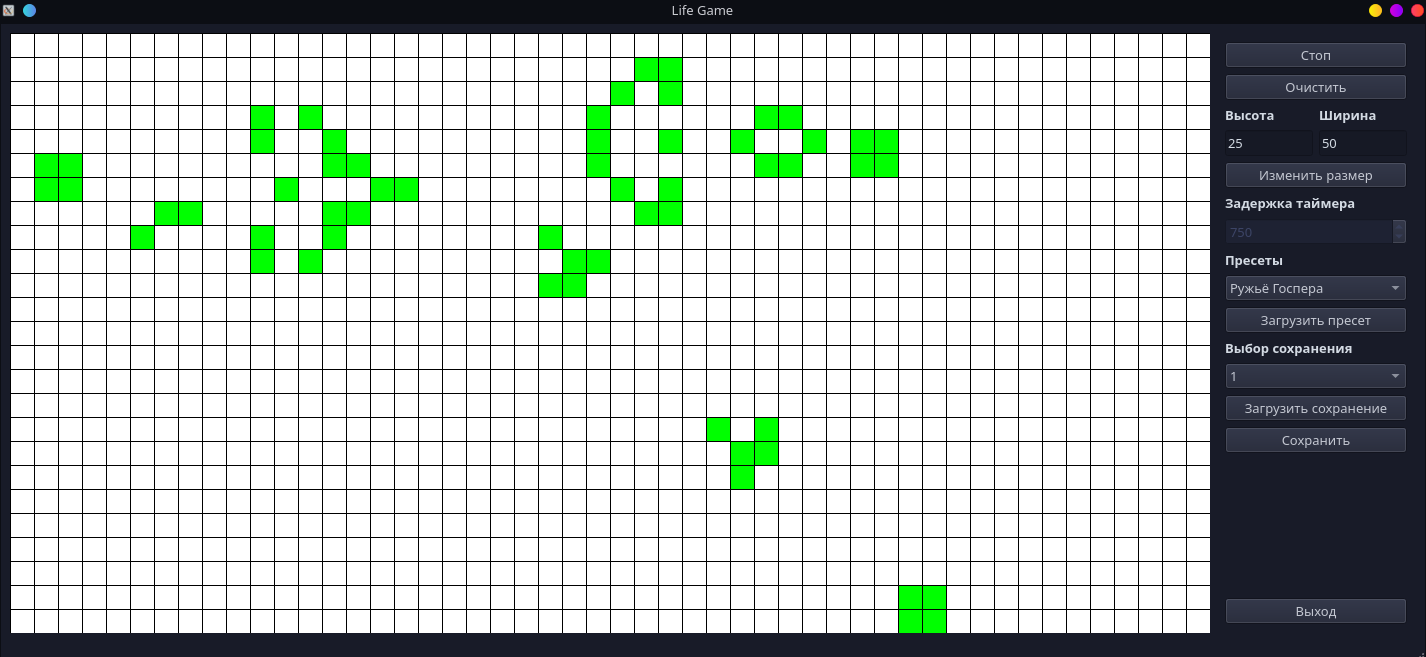 Life Game
Стоп
Очистить
Высота Ширина
25 50
Изменить размер
Задержка таймера
750
Пресеты
Ружьё Госпера
Загрузить пресет
Выбор сохранения
1
Загрузить сохранение
Сохранить
Выход